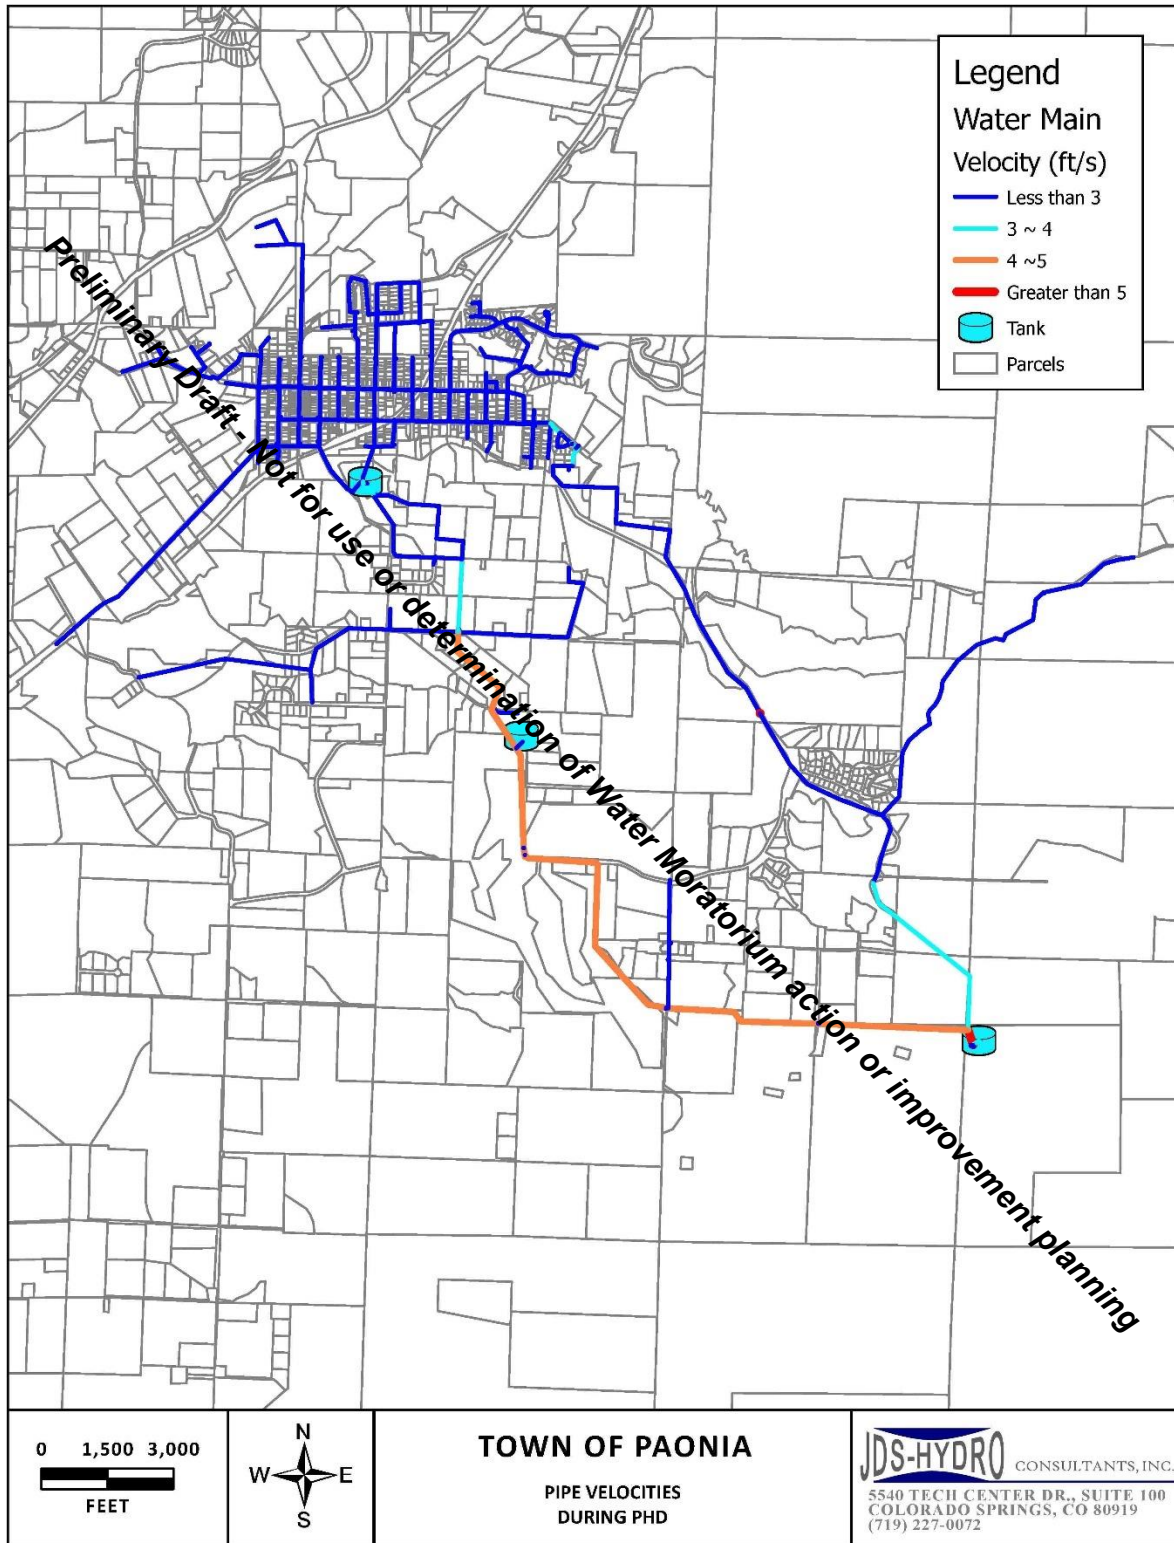 Legend
Water Main
Velocity (ft/s)
Less than 3
3 ~ 4
4 ~5
Greater than 5
Tank
Parcels
Preliminary Draft - Not for use or determination of Water Moratorium action or improvement planning
0 1,500 3,000
FEET
N
W E
S
TOWN OF PAONIA
PIPE VELOCITIES
DURING PHD
JDS-HYDRO CONSULTANTS, INC.
5540 TECH CENTER DR., SUITE 100
COLORADO SPRINGS, CO 80919
(719) 227-0072